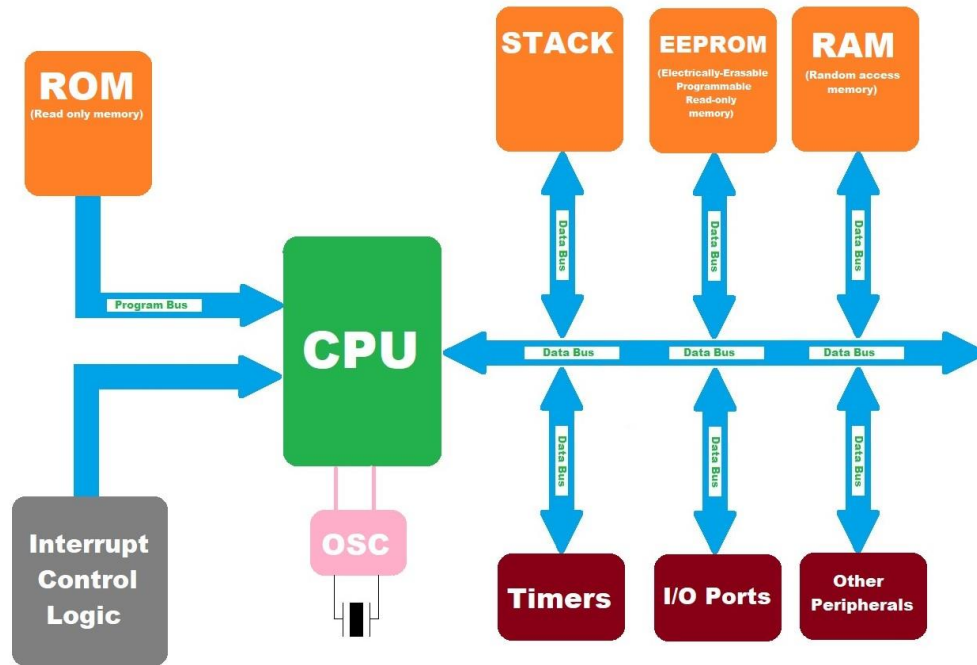 ROM
(Read only memory)
STACK
EEPROM
(Electrically-Erasable
Programmable
Read-only
memory)
RAM
(Random access
memory)
Data Bus
Data Bus
Data Bus
Program Bus
CPU
Data Bus
Data Bus
Data Bus
Data Bus
Data Bus
Data Bus
Interrupt
Control
Logic
OSC
Timers
I/O Ports
Other
Peripherals